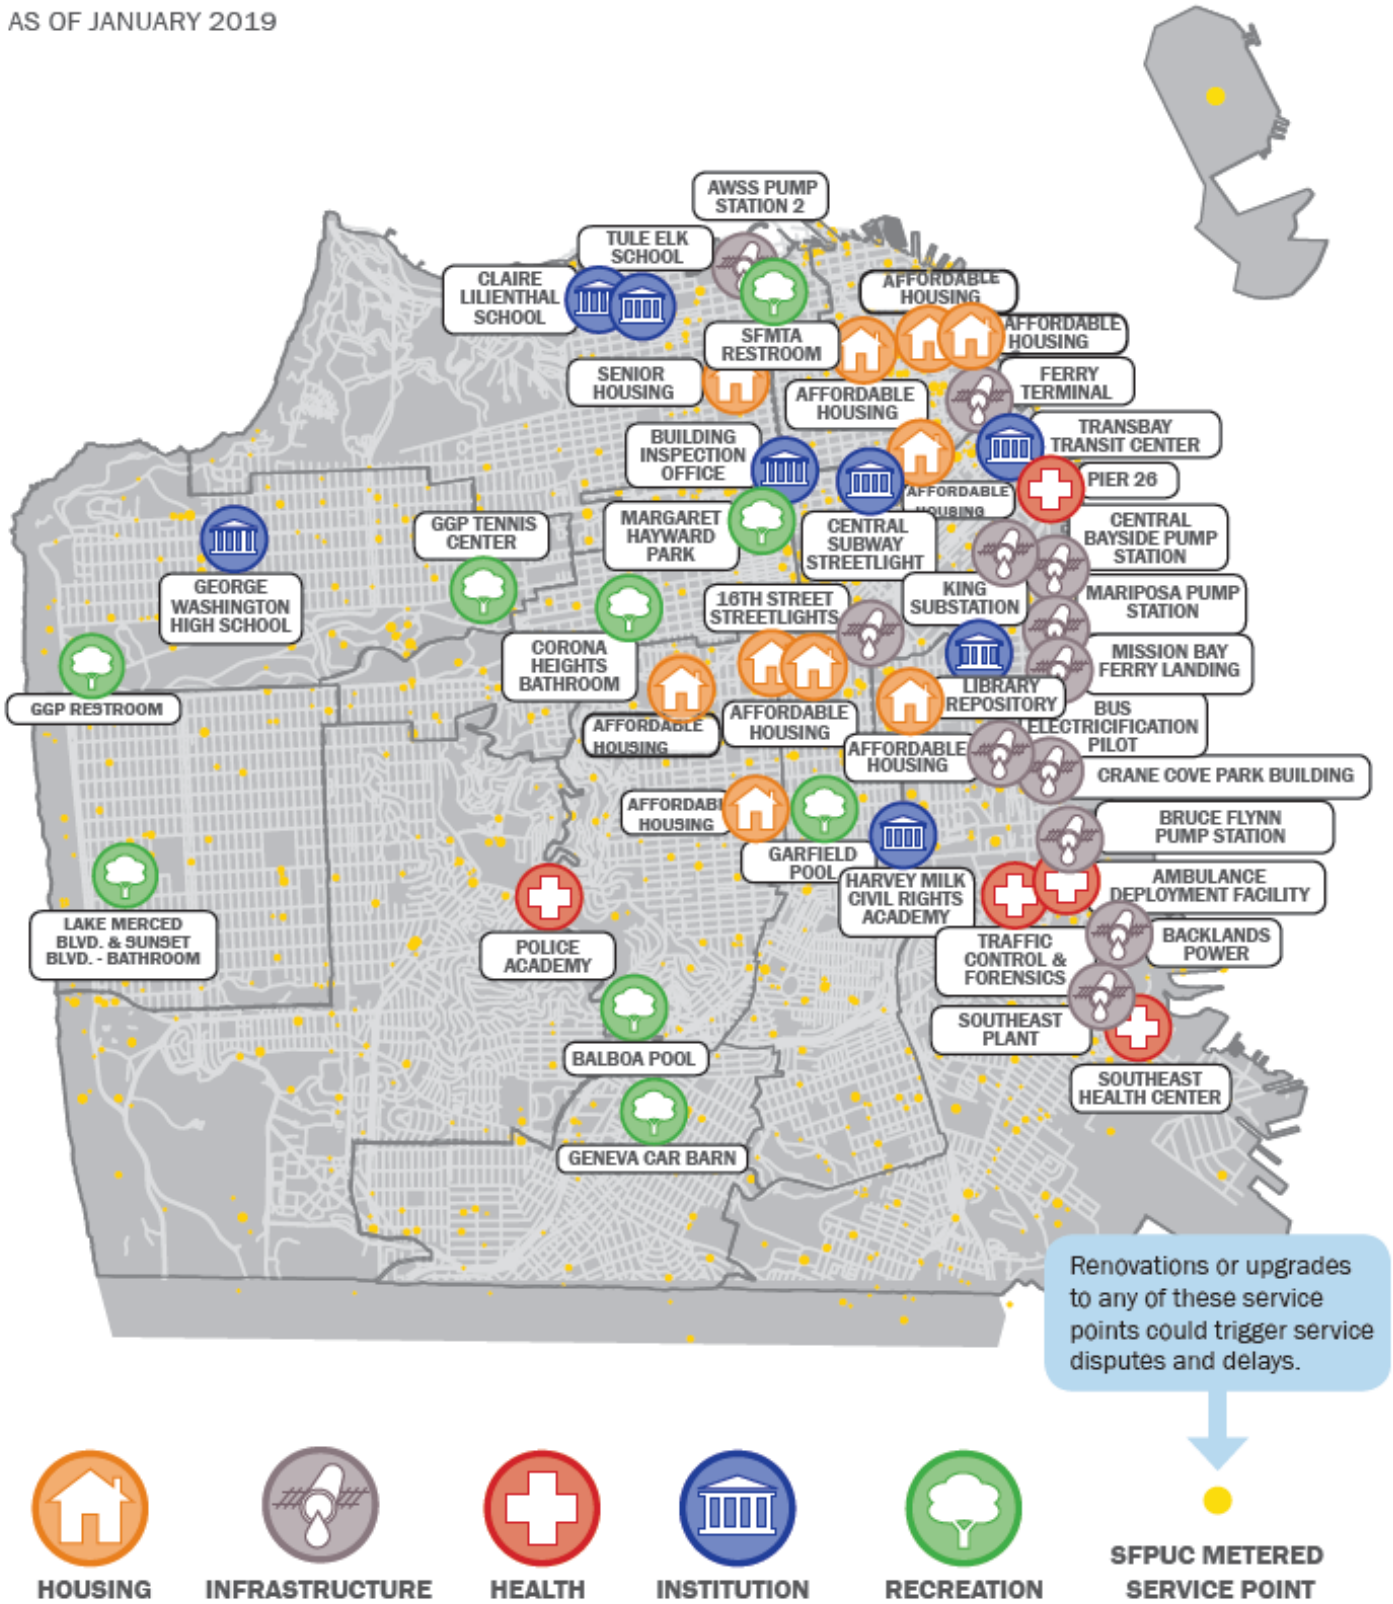 AS OF JANUARY 2019
AWSS PUMP
STATION 2
TULE ELK
SCHOOL
CLAIRE
LILIENTHAL
SCHOOL
AFFORDABLE
HOUSING
AFFORDABLE
HOUSING
SFMTA
RESTROOM
SENIOR
HOUSING
AFFORDABLE
HOUSING
FERRY
TERMINAL
TRANSBAY
TRANSIT CENTER
BUILDING
INSPECTION
OFFICE
PIER 26
AFFORDABLE
HOUSING
MARGARET
HAYWARD
PARK
CENTRAL
SUBWAY
STREETLIGHT
CENTRAL
BAYSIDE PUMP
STATION
GGP TENNIS
CENTER
GEORGE
WASHINGTON
HIGH SCHOOL
16TH STREET
STREETLIGHTS
KING
SUBSTATION
MARIPOSA PUMP
STATION
CORONA
HEIGHTS
BATHROOM
MISSION BAY
FERRY LANDING
GGP RESTROOM
LIBRARY
REPOSITORY
AFFORDABLE
HOUSING
AFFORDABLE
HOUSING
BUS
ELECTRICIFICATION
PILOT
AFFORDABLE
HOUSING
CRANE COVE PARK BUILDING
AFFORDABL
HOUSING
BRUCE FLYNN
PUMP STATION
GARFIELD
POOL
HARVEY MILK
CIVIL RIGHTS
ACADEMY
AMBULANCE
DEPLOYMENT FACILITY
LAKE MERCED
BLVD. & SUNSET
BLVD. - BATHROOM
POLICE
ACADEMY
TRAFFIC
CONTROL &
FORENSICS
BACKLANDS
POWER
SOUTHEAST
PLANT
BALBOA POOL
SOUTHEAST
HEALTH CENTER
GENEVA CAR BARN
Renovations or upgrades
to any of these service
points could trigger service
disputes and delays.
HOUSING
INFRASTRUCTURE
HEALTH
INSTITUTION
RECREATION
SFPUC METERED
SERVICE POINT